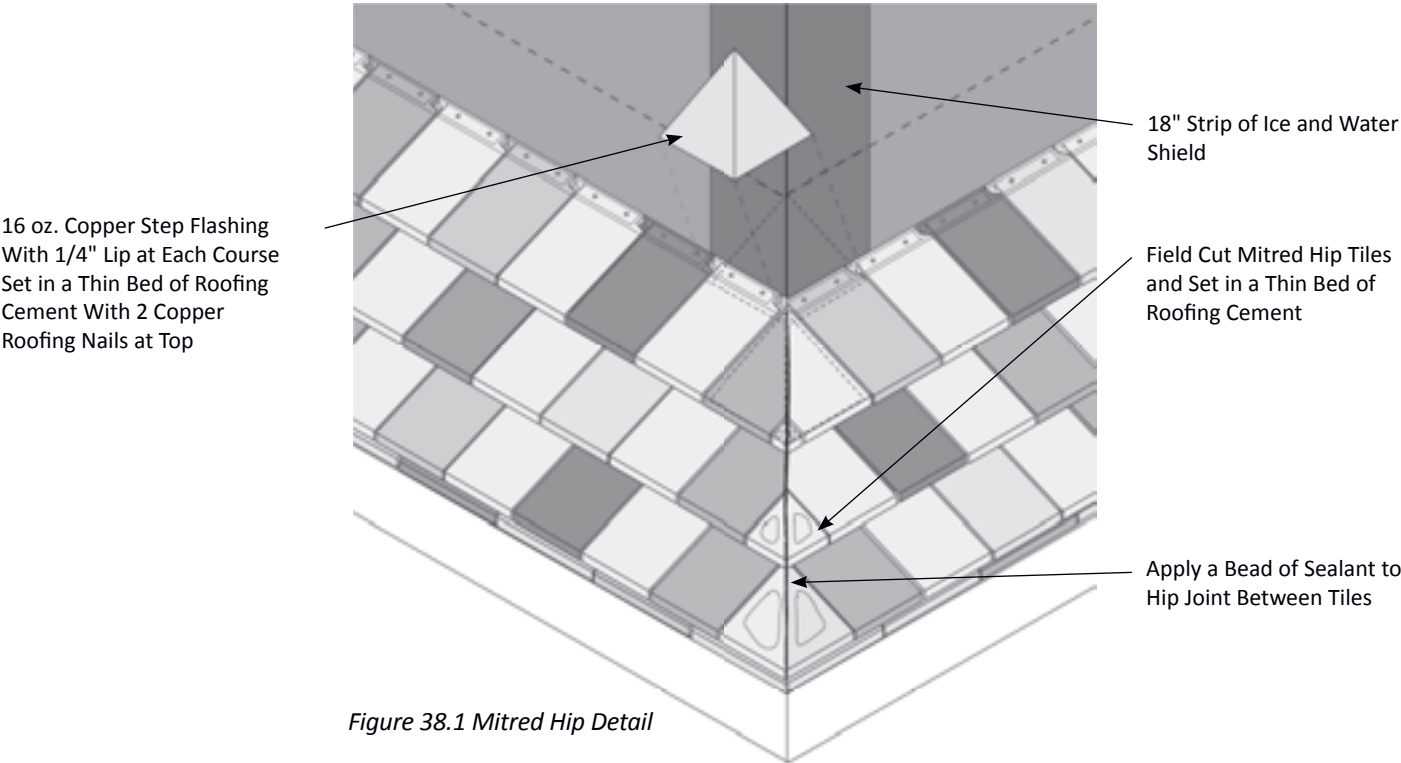 16 oz. Copper Step Flashing
With 1/4" Lip at Each Course
Set in a Thin Bed of Roofing
Cement With 2 Copper
Roofing Nails at Top
18" Strip of Ice and Water
Shield
Field Cut Mitred Hip Tiles
and Set in a Thin Bed of
Roofing Cement
Apply a Bead of Sealant to
Hip Joint Between Tiles
Figure 38.1 Mitred Hip Detail